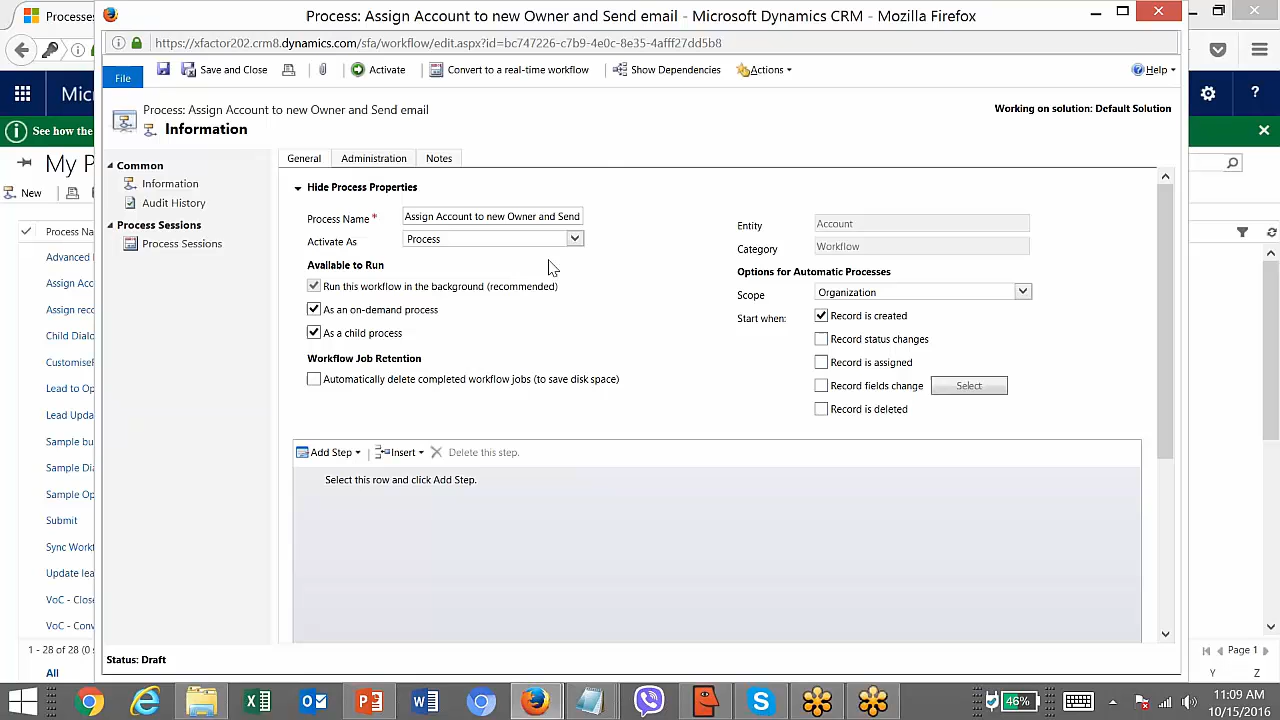 Processes
Process: Assign Account to new Owner and Send email - Microsoft Dynamics CRM - Mozilla Firefox
https://xfactor202.crm8.dynamics.com/sfa/workflow/edit.aspx?id=bc747226-c7b9-4e0c-8e35-4afff27dd5b8
File
Save and Close
Activate
Convert to a real-time workflow
Show Dependencies
Actions
Help
Mic
?
See how the
My P
New
Process: Assign Account to new Owner and Send email
Information
Working on solution: Default Solution
Common
Information
Audit History
Process Sessions
Process Sessions
General
Administration
Notes
Hide Process Properties
Process Name * Assign Account to new Owner and Send
Activate As Process
Available to Run
Run this workflow in the background (recommended)
As an on-demand process
As a child process
Workflow Job Retention
Automatically delete completed workflow jobs (to save disk space)
Entity Account
Category Workflow
Options for Automatic Processes
Scope Organization
Start when: Record is created
Record status changes
Record is assigned
Record fields change Select
Record is deleted
Add Step
Insert
Delete this step.
Select this row and click Add Step.
Process Na
Advanced
Assign Acc
Assign reco
Child Dialo
CustomiseF
Lead to Op
Lead Upda
Sample bu
Sample Dia
Sample Op
Submit
Sync Work
Update lea
VoC - Close
VoC - Conv
1 - 28 of 28 (0 s
All
Page 1
Y Z
Status: Draft
46%
11:09 AM
10/15/2016